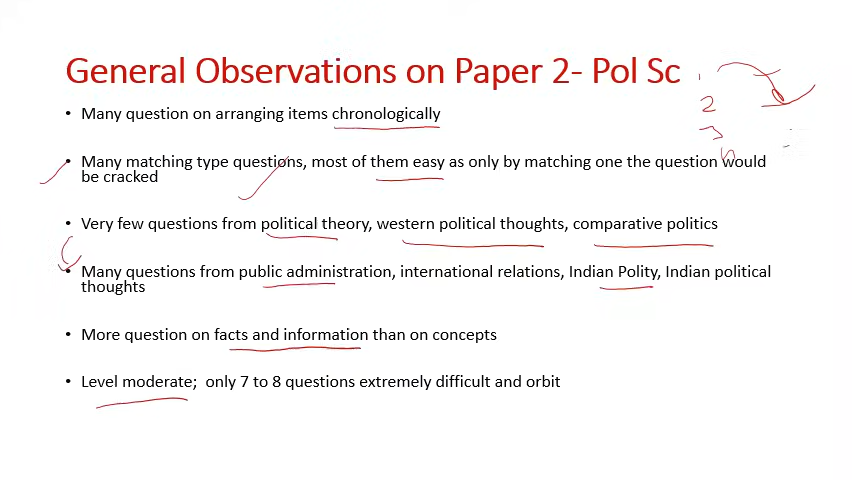 General Observations on Paper 2- Pol Sc
• Many question on arranging items chronologically
• Many matching type questions, most of them easy as only by matching one the question would
be cracked
• Very few questions from political theory, western political thoughts, comparative politics
• Many questions from public administration, international relations, Indian Polity, Indian political
thoughts
• More question on facts and information than on concepts
• Level moderate;  only 7 to 8 questions extremely difficult and orbit
2
3